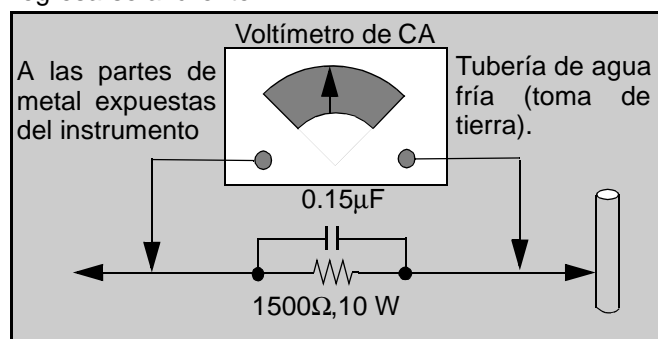 Voltímetro de CA
A las partes de
metal expuestas
del instrumento
Tubería de agua
fría (toma de
tierra).
0.15μF
1500Ω,10 W